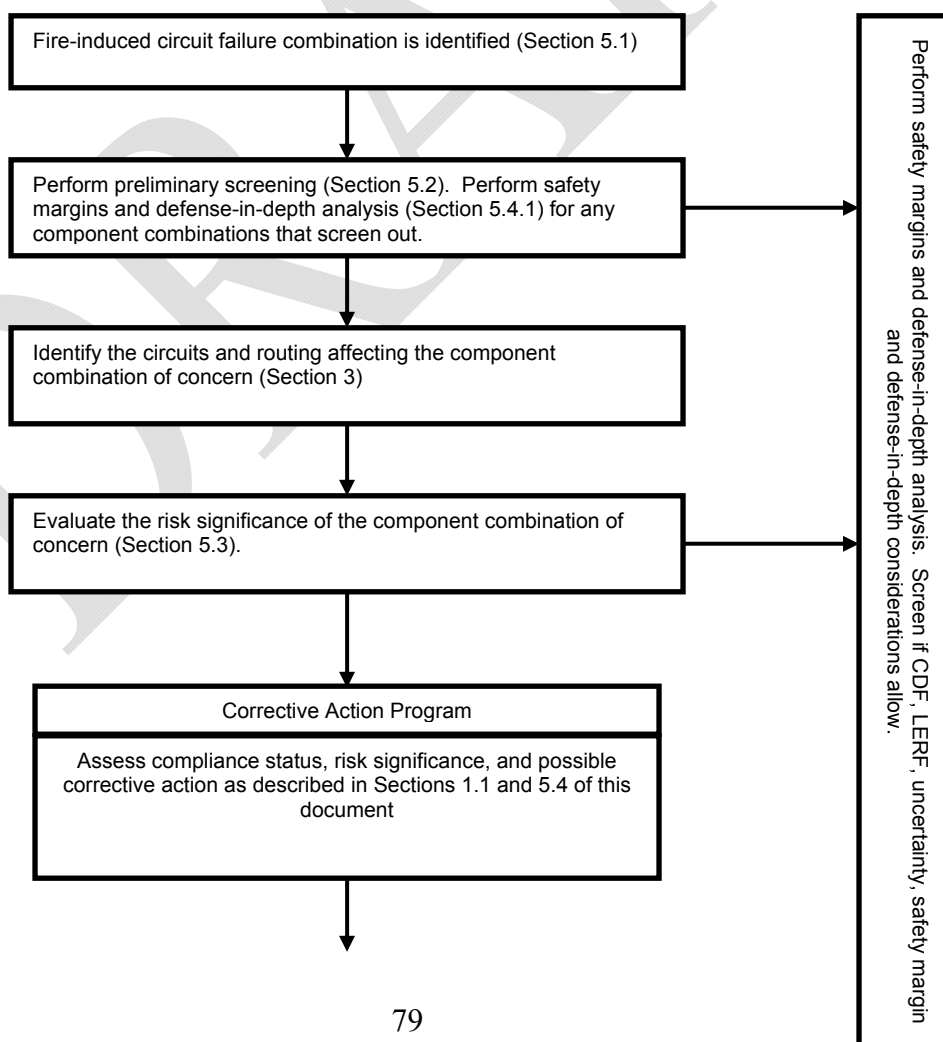 Fire-induced circuit failure combination is identified (Section 5.1)
Perform preliminary screening (Section 5.2).  Perform safety
margins and defense-in-depth analysis (Section 5.4.1) for any
component combinations that screen out.
Identify the circuits and routing affecting the component
combination of concern (Section 3)
Evaluate the risk significance of the component combination of
concern (Section 5.3).
Corrective Action Program
Assess compliance status, risk significance, and possible
corrective action as described in Sections 1.1 and 5.4 of this
document
Perform safety margins and defense-in-depth analysis.  Screen if CDF, LERF, uncertainty, safety margin
and defense-in-depth considerations allow.
79